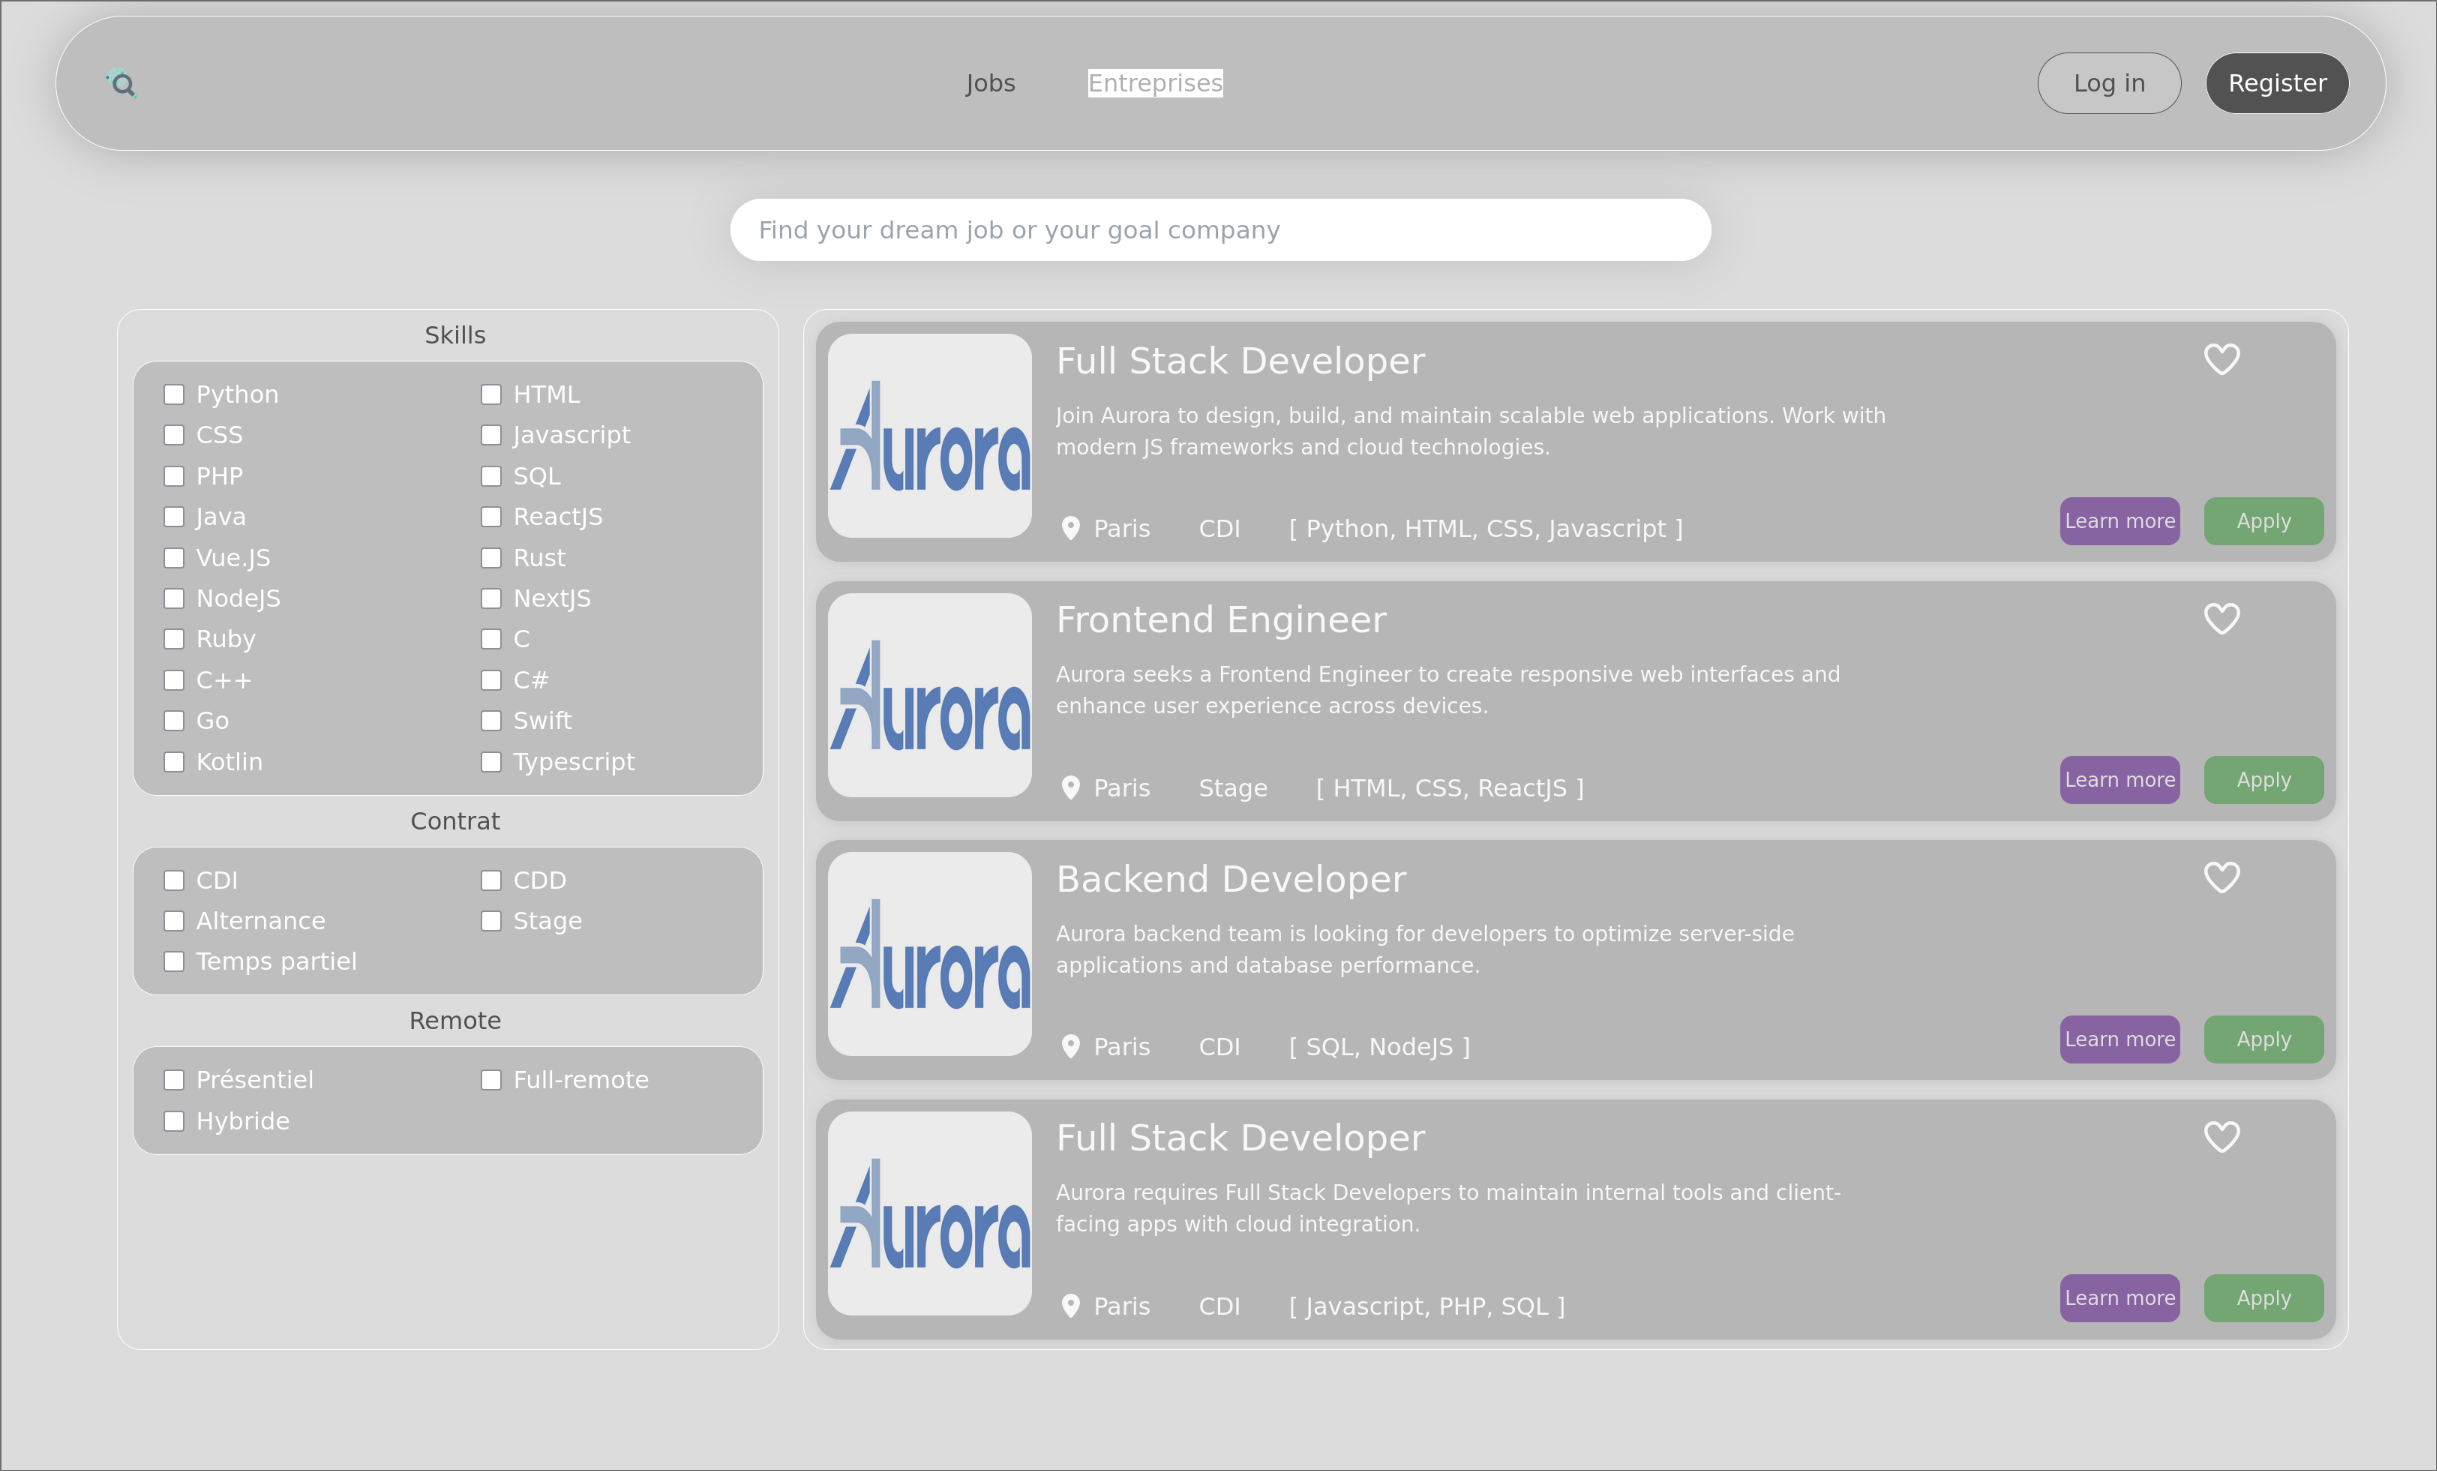 Jobs
Entreprises
Log in
Register
Find your dream job or your goal company
Skills
Python
HTML
CSS
Javascript
PHP
SQL
Java
ReactJS
Vue.JS
Rust
NodeJS
NextJS
Ruby
C
C++
C#
Go
Swift
Kotlin
Typescript
Contrat
CDI
CDD
Alternance
Stage
Temps partiel
Remote
Présentiel
Full-remote
Hybride
Aurora
Full Stack Developer
Join Aurora to design, build, and maintain scalable web applications. Work with
modern JS frameworks and cloud technologies.
Paris
CDI
[ Python, HTML, CSS, Javascript ]
Learn more
Apply
Aurora
Frontend Engineer
Aurora seeks a Frontend Engineer to create responsive web interfaces and
enhance user experience across devices.
Paris
Stage
[ HTML, CSS, ReactJS ]
Learn more
Apply
Aurora
Backend Developer
Aurora backend team is looking for developers to optimize server-side
applications and database performance.
Paris
CDI
[ SQL, NodeJS ]
Learn more
Apply
Aurora
Full Stack Developer
Aurora requires Full Stack Developers to maintain internal tools and client-
facing apps with cloud integration.
Paris
CDI
[ Javascript, PHP, SQL ]
Learn more
Apply